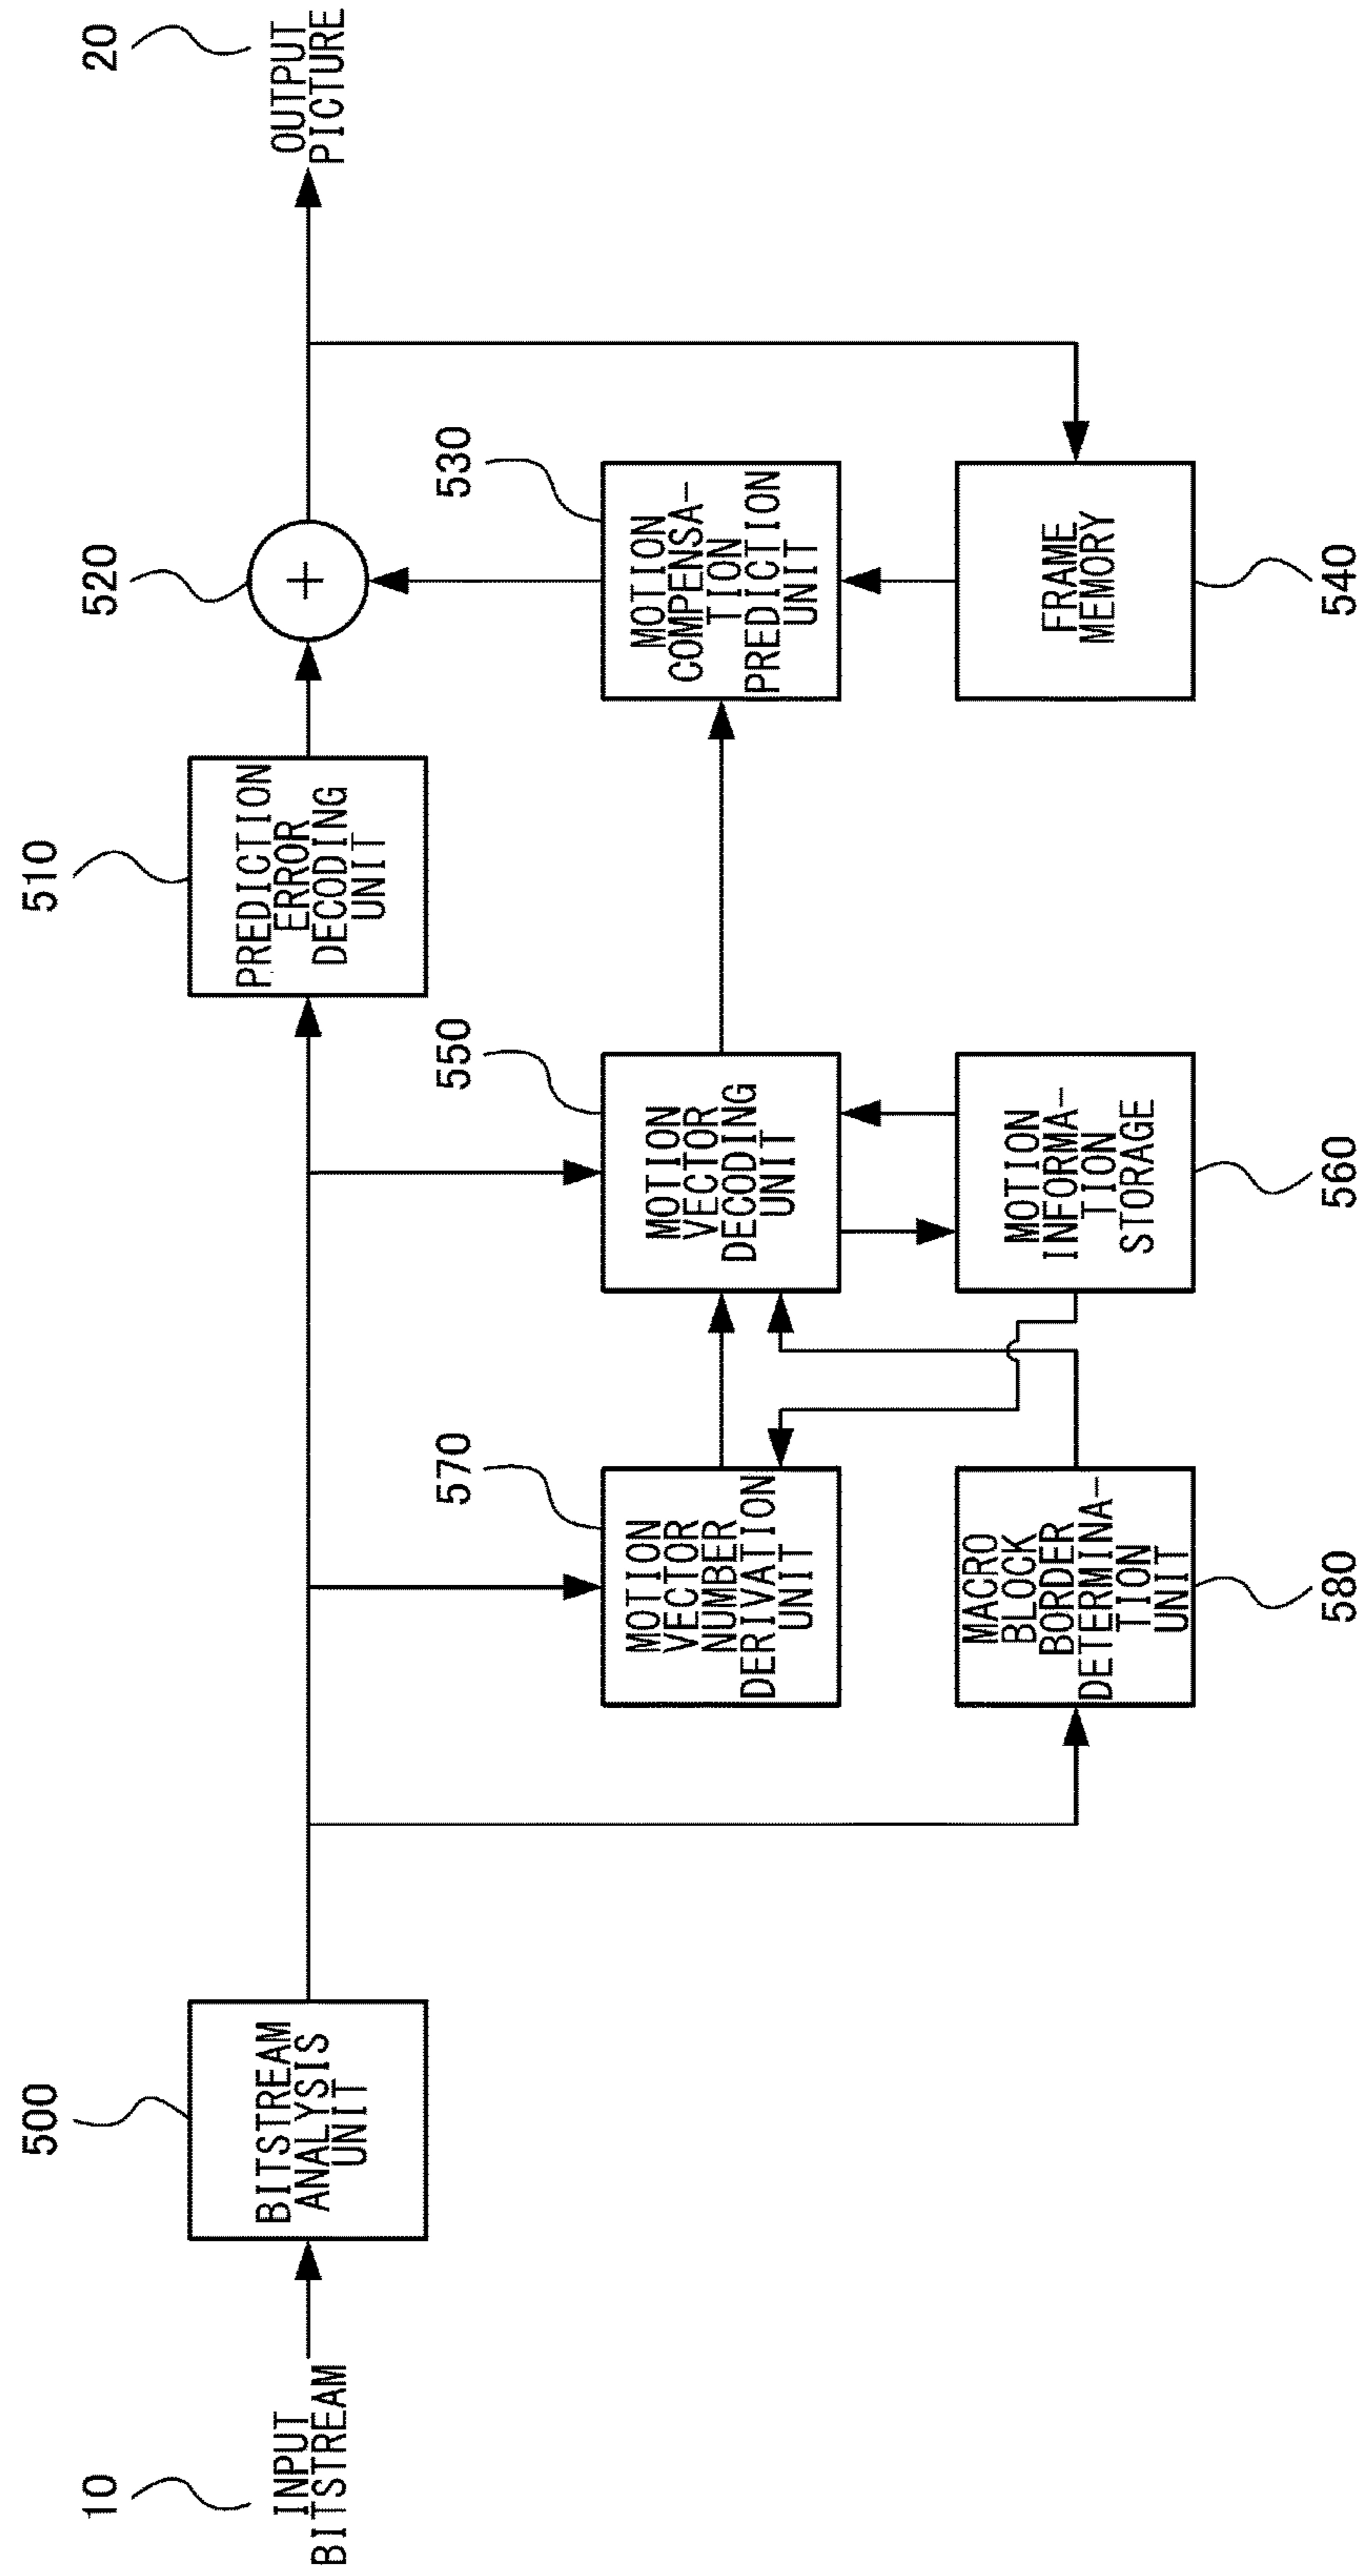 10
INPUT
BITSTREAM
500
BITSTREAM
ANALYSIS
UNIT
510
PREDICTION
ERROR
DECODING
UNIT
520
+
20
OUTPUT
PICTURE
570
MOTION
VECTOR
NUMBER
DERIVATION
UNIT
550
MOTION
VECTOR
DECODING
UNIT
530
MOTION
COMPENSA-
TION
PREDICTION
UNIT
MACRO
BLOCK
BORDER
DETERMINA-
TION
UNIT
580
MOTION
INFORMA-
TION
STORAGE
560
FRAME
MEMORY
540